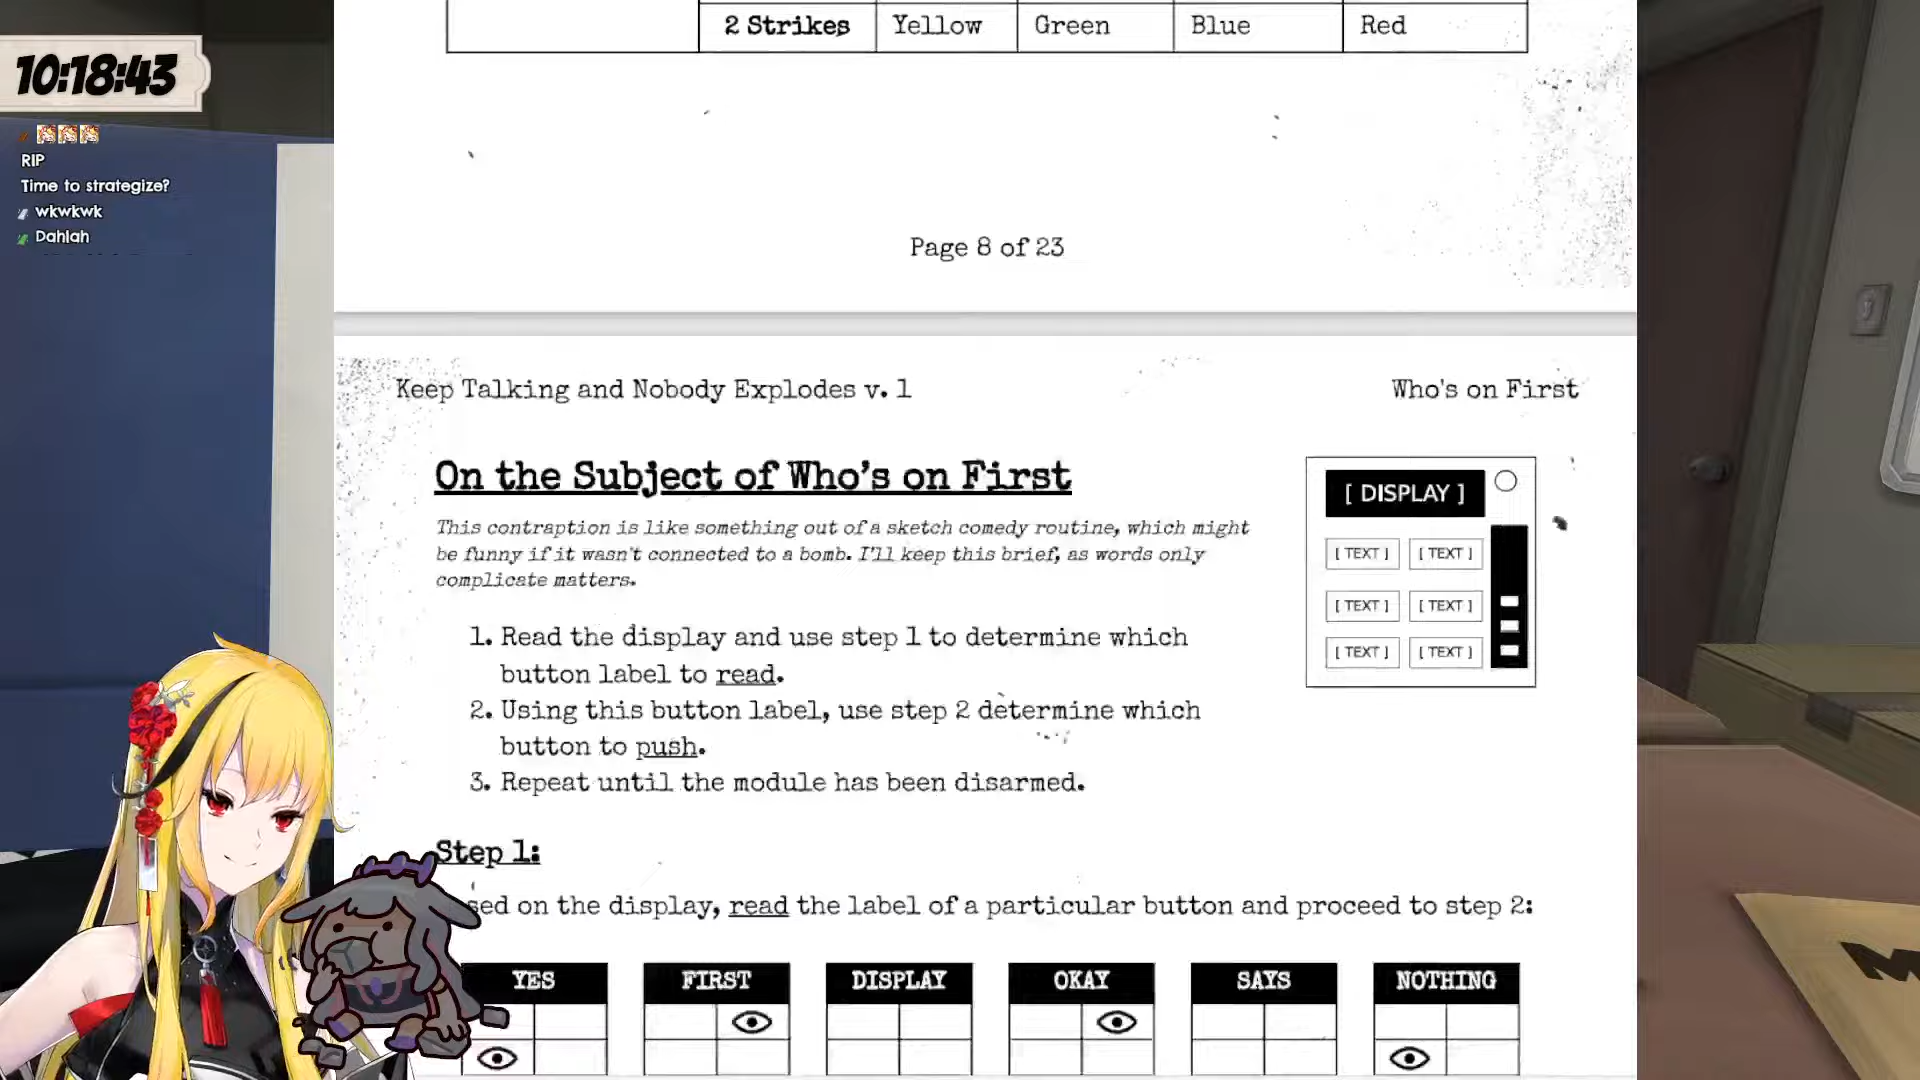 10:18:43
RIP
Time to strategize?
wkwkwk
Dahlah
2 Strikes Yellow Green Blue Red
Page 8 of 23
Keep Talking and Nobody Explodes v. 1
Who's on First
On the Subject of Who's on First
This contraption is like something out of a sketch comedy routine, which might
be funny if it wasn't connected to a bomb. I'll keep this brief, as words only
complicate matters.
[ DISPLAY ]
[ TEXT ] [ TEXT ]
[ TEXT ] [ TEXT ]
[ TEXT ] [ TEXT ]
1. Read the display and use step 1 to determine which
button label to read.
2. Using this button label, use step 2 determine which
button to push.
3. Repeat until the module has been disarmed.
Step 1:
sed on the display, read the label of a particular button and proceed to step 2:
YES FIRST DISPLAY OKAY SAYS NOTHING